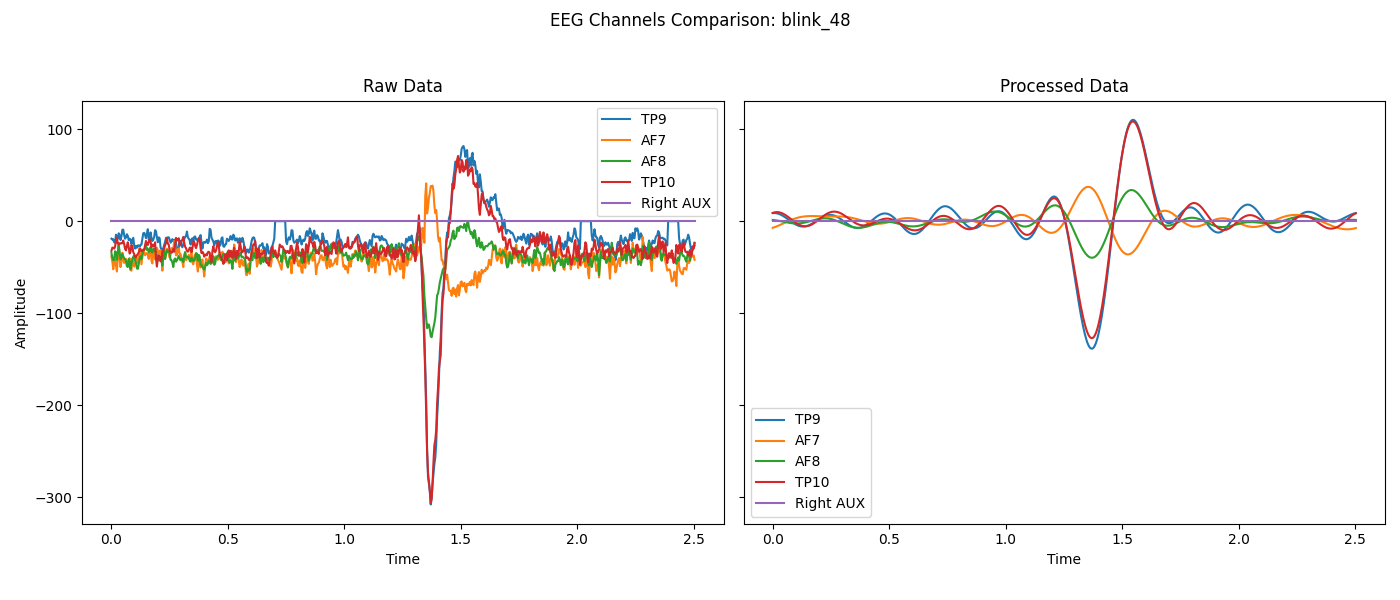 EEG Channels Comparison: blink_48
Raw Data
Amplitude
100
0
−100
−200
−300
0.0
0.5
1.0
1.5
2.0
2.5
Time
TP9
AF7
AF8
TP10
Right AUX
Processed Data
TP9
AF7
AF8
TP10
Right AUX
0.0
0.5
1.0
1.5
2.0
2.5
Time